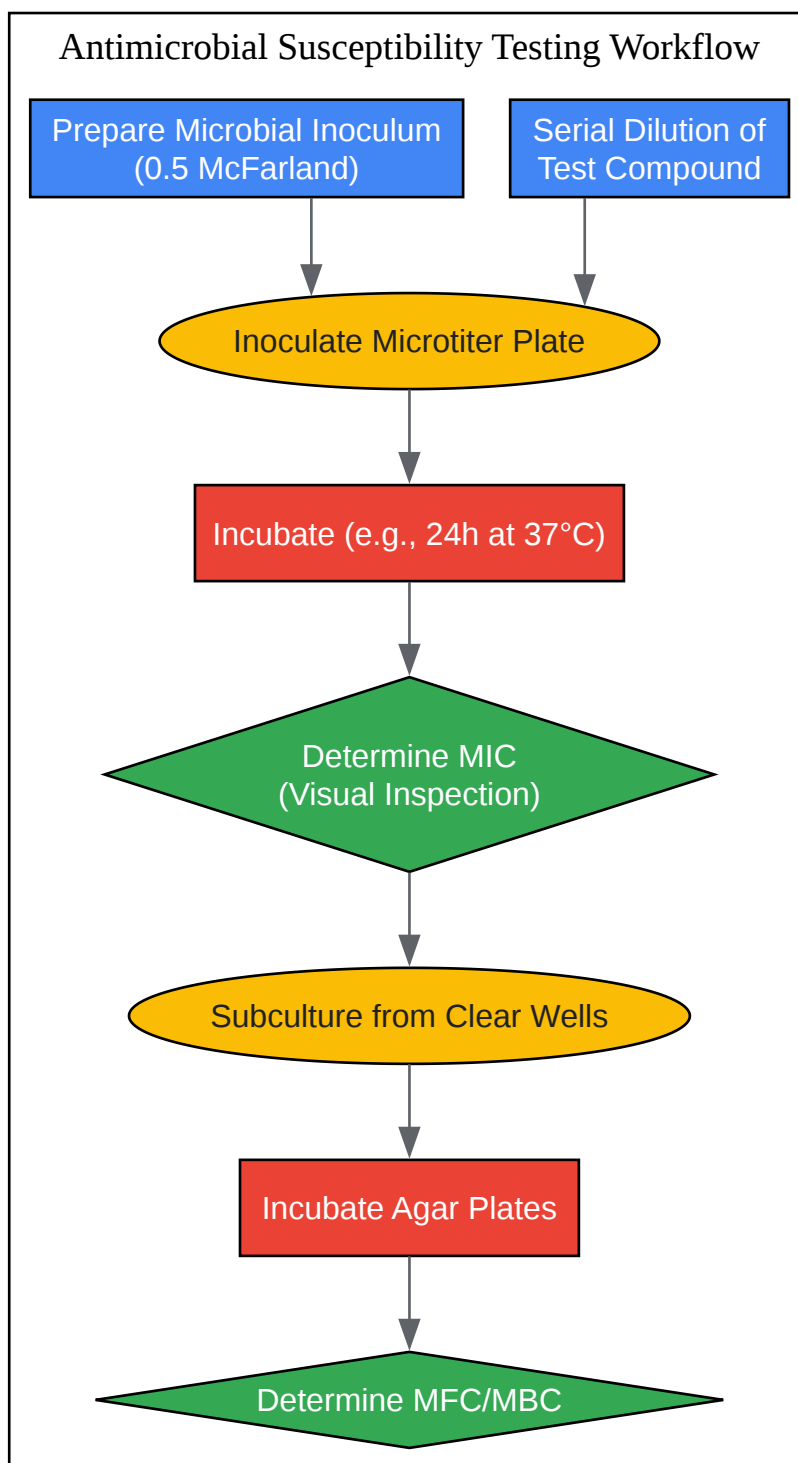 Antimicrobial Susceptibility Testing Workflow
Prepare Microbial Inoculum
(0.5 McFarland)
Serial Dilution of
Test Compound
Inoculate Microtiter Plate
Incubate (e.g., 24h at 37°C)
Determine MIC
(Visual Inspection)
Subculture from Clear Wells
Incubate Agar Plates
Determine MFC/MBC